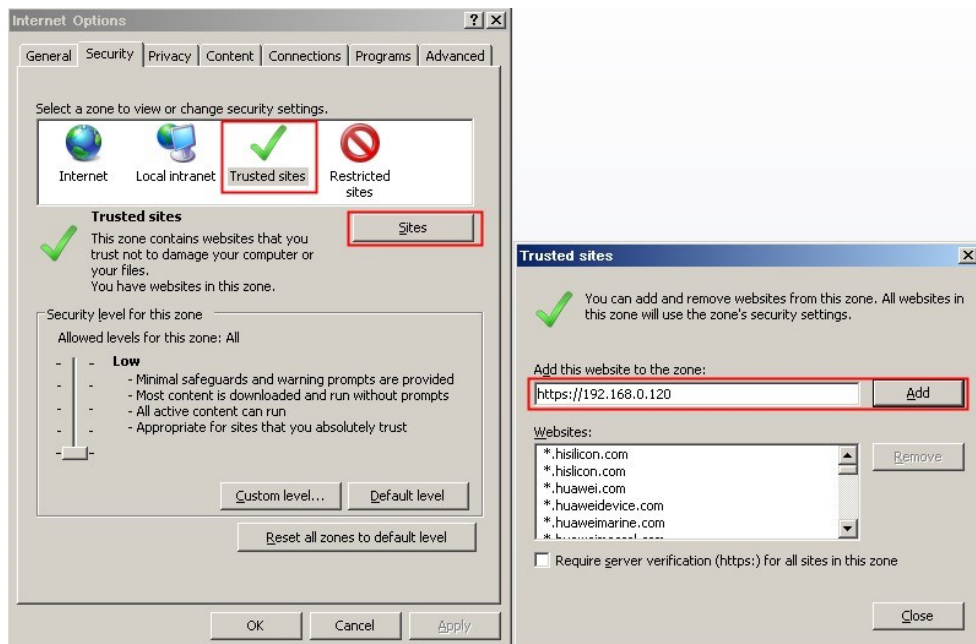 Internet Options
General Security Privacy Content Connections Programs Advanced
Select a zone to view or change security settings.
Internet Local intranet Trusted sites Restricted
sites
Trusted sites
Sites
This zone contains websites that you
trust not to damage your computer or
your files.
You have websites in this zone.
Security level for this zone
Allowed levels for this zone: All
Low
- Minimal safeguards and warning prompts are provided
- Most content is downloaded and run without prompts
- All active content can run
- Appropriate for sites that you absolutely trust
Custom level... Default level
Reset all zones to default level
OK Cancel Apply
Trusted sites
You can add and remove websites from this zone. All websites in
this zone will use the zone's security settings.
Add this website to the zone:
https://192.168.0.120 Add
Websites:
*.hisilicon.com
*.hislicon.com
*.huawei.com
*.huaweidevice.com
*.huaweimarine.com
Remove
Require server verification (https:) for all sites in this zone
Close